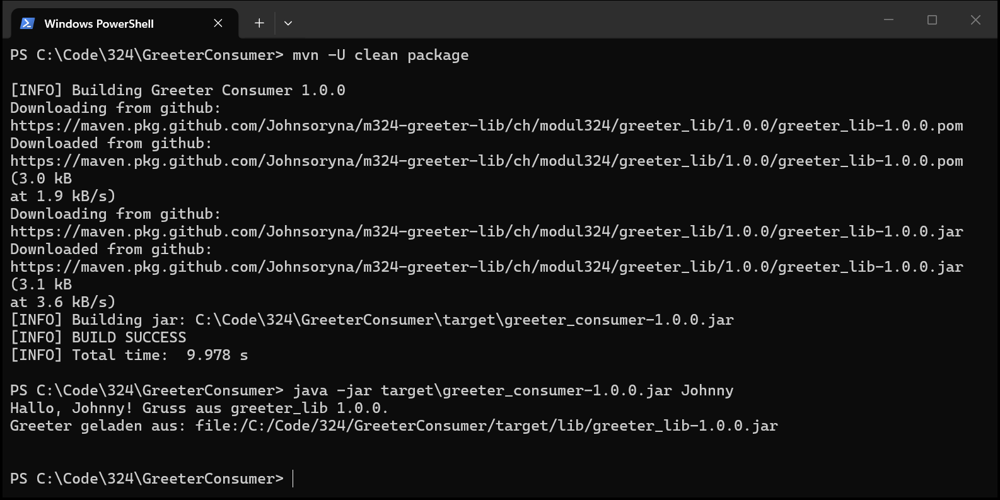 Windows PowerShell
PS C:\Code\324\GreeterConsumer> mvn -U clean package
[INFO] Building Greeter Consumer 1.0.0
Downloading from github:
https://maven.pkg.github.com/Johnsoryna/m324-greeter-lib/ch/modul324/greeter_lib/1.0.0/greeter_lib-1.0.0.pom
Downloaded from github:
https://maven.pkg.github.com/Johnsoryna/m324-greeter-lib/ch/modul324/greeter_lib/1.0.0/greeter_lib-1.0.0.pom
(3.0 kB
at 1.9 kB/s)
Downloading from github:
https://maven.pkg.github.com/Johnsoryna/m324-greeter-lib/ch/modul324/greeter_lib/1.0.0/greeter_lib-1.0.0.jar
Downloaded from github:
https://maven.pkg.github.com/Johnsoryna/m324-greeter-lib/ch/modul324/greeter_lib/1.0.0/greeter_lib-1.0.0.jar
(3.1 kB
at 3.6 kB/s)
[INFO] Building jar: C:\Code\324\GreeterConsumer\target\greeter_consumer-1.0.0.jar
[INFO] BUILD SUCCESS
[INFO] Total time:  9.978 s
PS C:\Code\324\GreeterConsumer> java -jar target\greeter_consumer-1.0.0.jar Johnny
Hallo, Johnny! Gruss aus greeter_lib 1.0.0.
Greeter geladen aus: file:/C:/Code/324/GreeterConsumer/target/lib/greeter_lib-1.0.0.jar
PS C:\Code\324\GreeterConsumer>